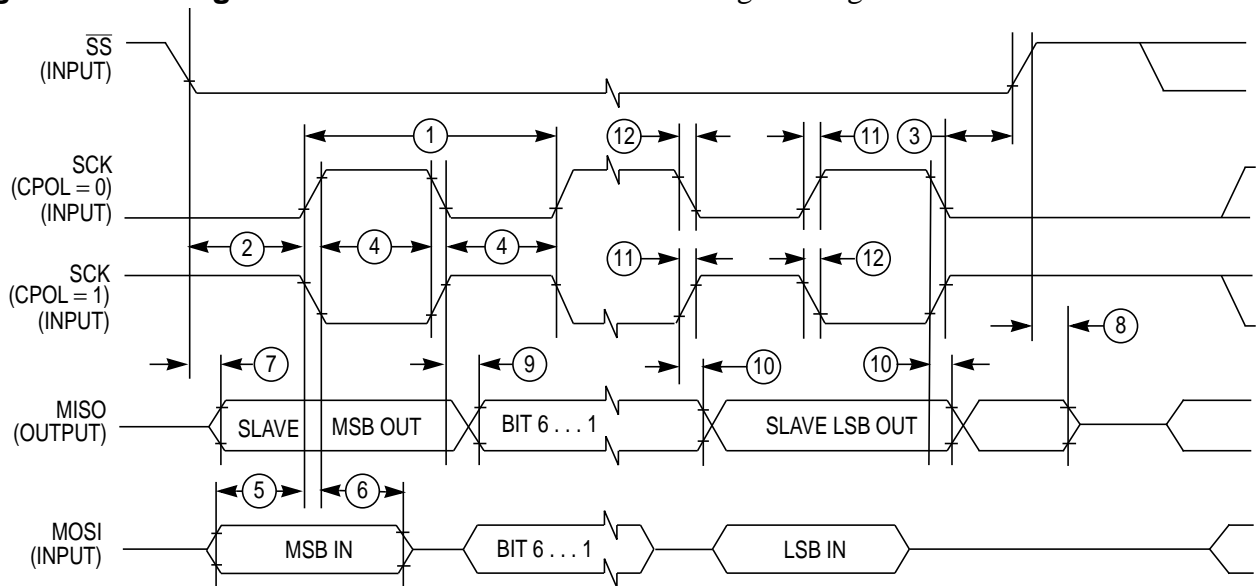 SS
(INPUT)
1
12
11
3
SCK
(CPOL = 0)
(INPUT)
2
4
4
SCK
(CPOL = 1)
(INPUT)
11
12
7
9
10
10
8
MISO
(OUTPUT)
SLAVE MSB OUT
BIT 6 . . . 1
SLAVE LSB OUT
5
6
MOSI
(INPUT)
MSB IN
BIT 6 . . . 1
LSB IN